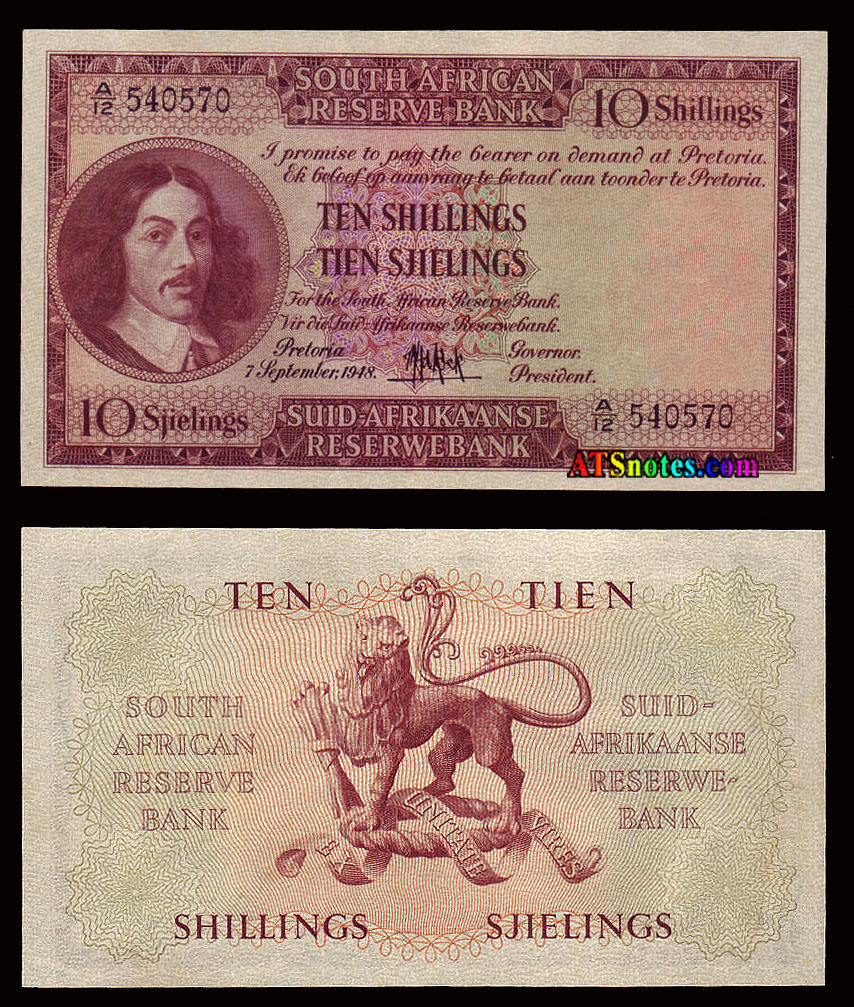 SOUTH AFRICAN
RESERVE BANK
A/12 540570
10 Shillings
I promise to pay the bearer on demand at Pretoria.
Ek beloof op aanvraag te betaal aan toonder te Pretoria.
TEN SHILLINGS
TIEN SJIELINGS
For the South African Reserve Bank.
Vir die Suid-Afrikaanse Reserwebank.
Pretoria
7 September, 1948.
Governor.
President.
10 Sjielings
SUID-AFRIKAANSE
RESERWEBANK
A/12 540570
ATSnotes.com
TEN TIEN
SOUTH
AFRICAN
RESERVE
BANK
SUID-
AFRIKAANSE
RESERWE-
BANK
EX UNITATE VIRES
SHILLINGS SJIELINGS